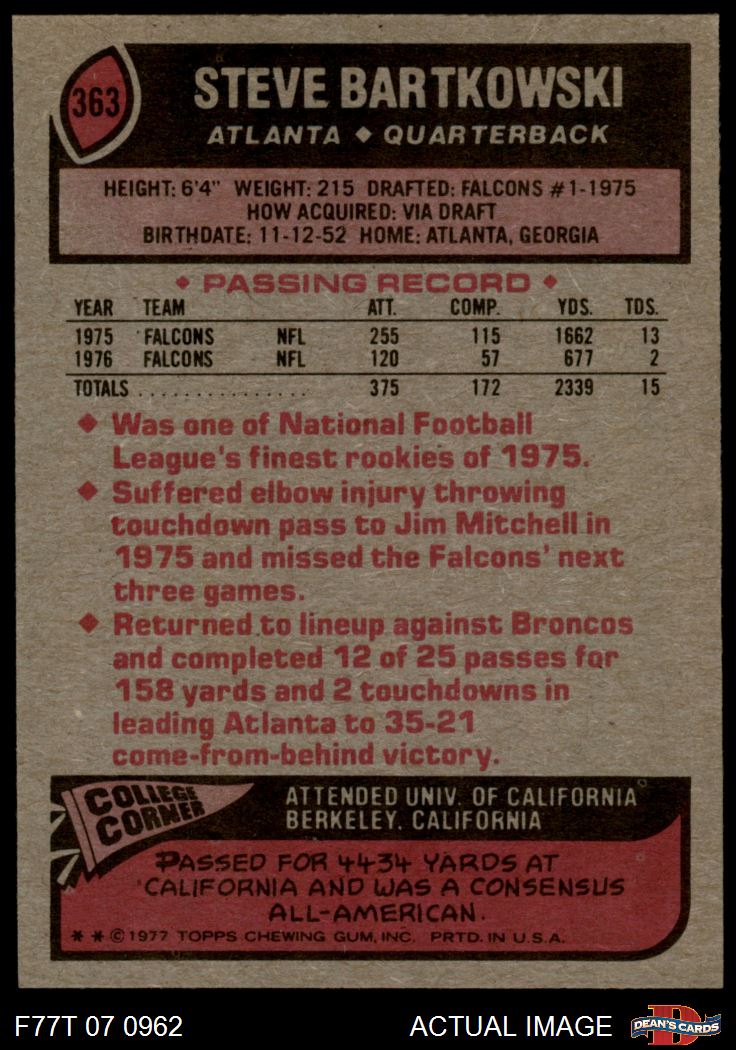 363
STEVE BARTKOWSKI
ATLANTA ◆ QUARTERBACK
HEIGHT: 6'4" WEIGHT: 215 DRAFTED: FALCONS #1-1975
HOW ACQUIRED: VIA DRAFT
BIRTHDATE: 11-12-52 HOME: ATLANTA, GEORGIA
◆ PASSING RECORD ◆
YEAR TEAM ATT. COMP. YDS. TDS.
1975 FALCONS NFL 255 115 1662 13
1976 FALCONS NFL 120 57 677 2
TOTALS . . . . . . . . . . . . . . . 375 172 2339 15
◆ Was one of National Football
League's finest rookies of 1975.
◆ Suffered elbow injury throwing
touchdown pass to Jim Mitchell in
1975 and missed the Falcons' next
three games.
◆ Returned to lineup against Broncos
and completed 12 of 25 passes for
158 yards and 2 touchdowns in
leading Atlanta to 35-21
come-from-behind victory.
COLLEGE
CORNER
ATTENDED UNIV. OF CALIFORNIA
BERKELEY, CALIFORNIA
PASSED FOR 4434 YARDS AT
CALIFORNIA AND WAS A CONSENSUS
ALL-AMERICAN.
* * © 1977 TOPPS CHEWING GUM, INC. PRTD. IN U.S.A.
F77T 07 0962
ACTUAL IMAGE
D
DEAN'S CARDS